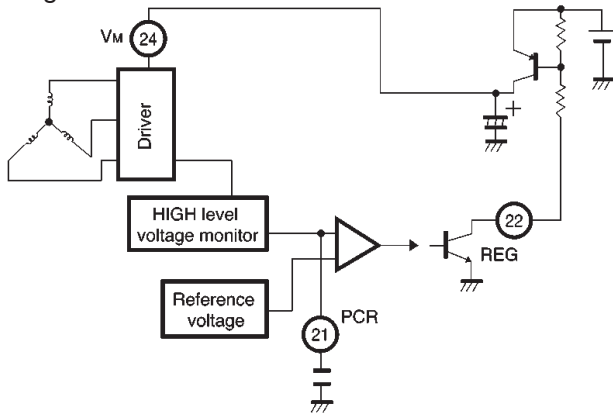 VM
24
Driver
HIGH level
voltage monitor
+
22
REG
Reference
voltage
PCR
21